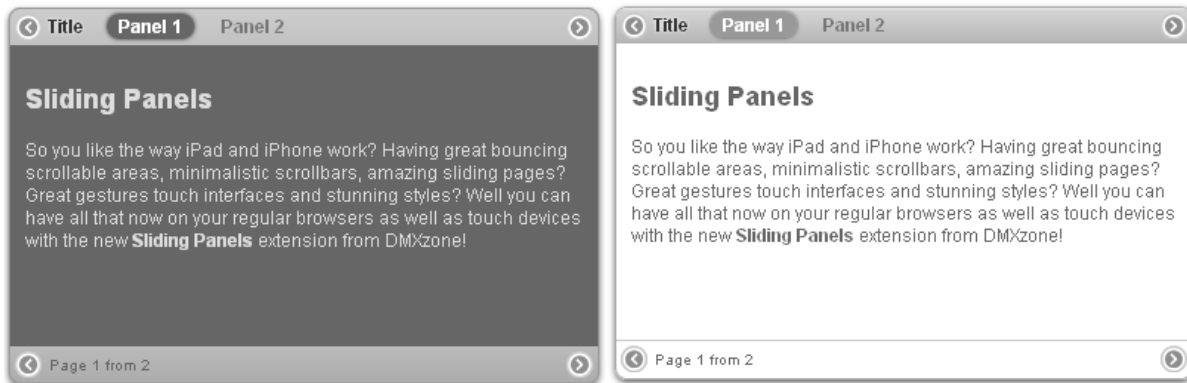 Title Panel 1 Panel 2
Sliding Panels
So you like the way iPad and iPhone work? Having great bouncing
scrollable areas, minimalistic scrollbars, amazing sliding pages?
Great gestures touch interfaces and stunning styles? Well you can
have all that now on your regular browsers as well as touch devices
with the new Sliding Panels extension from DMXzone!
Page 1 from 2
Title Panel 1 Panel 2
Sliding Panels
So you like the way iPad and iPhone work? Having great bouncing
scrollable areas, minimalistic scrollbars, amazing sliding pages?
Great gestures touch interfaces and stunning styles? Well you can
have all that now on your regular browsers as well as touch devices
with the new Sliding Panels extension from DMXzone!
Page 1 from 2